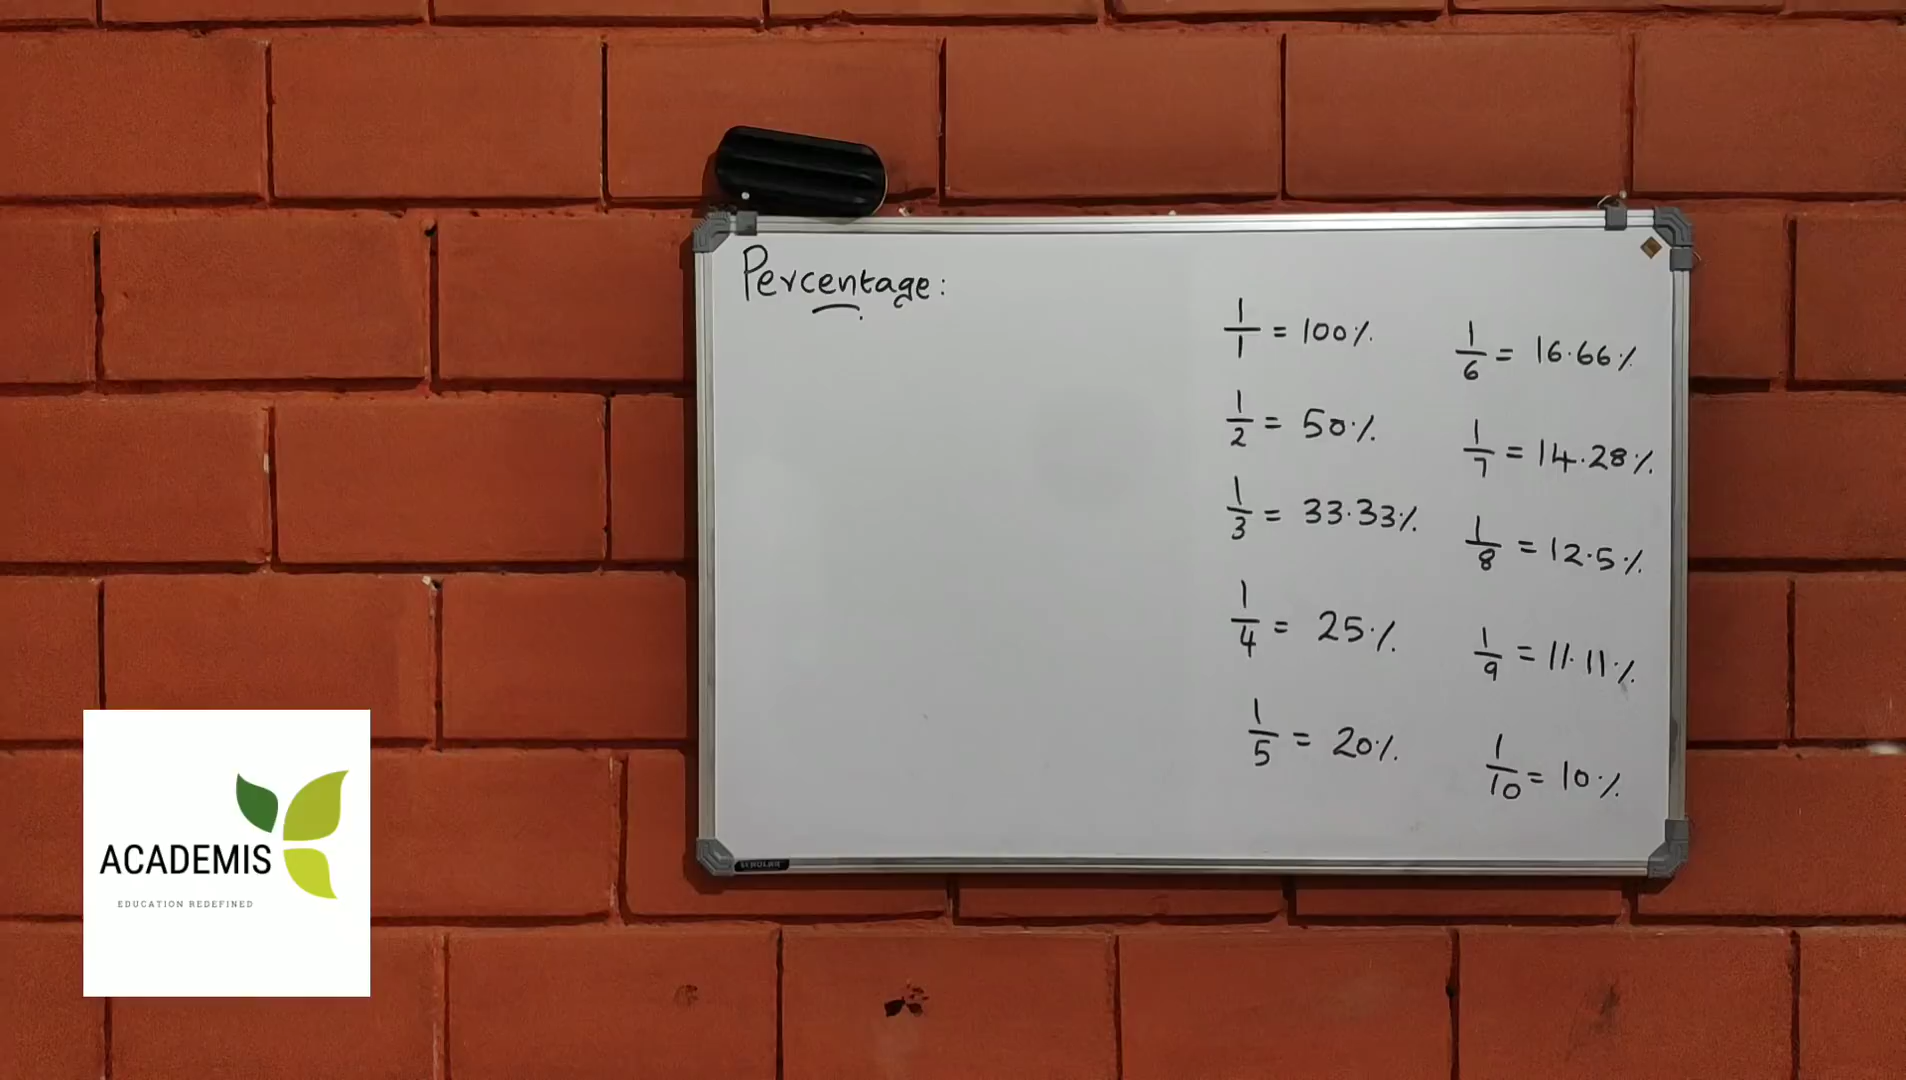 Percentage:
1/1 = 100%
1/2 = 50%
1/3 = 33.33%
1/4 = 25%
1/5 = 20%
1/6 = 16.66%
1/7 = 14.28%
1/8 = 12.5%
1/9 = 11.11%
1/10 = 10%
ACADEMIS
EDUCATION REDEFINED